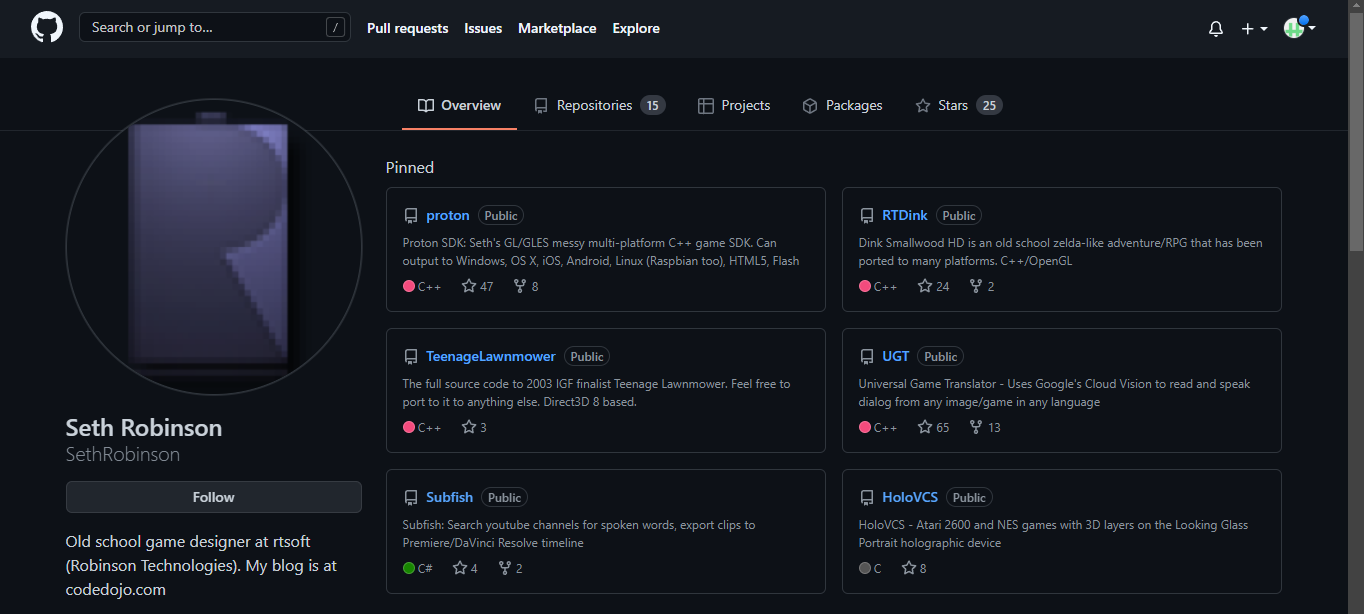 Search or jump to... /
Pull requests
Issues
Marketplace
Explore
Overview
Repositories 15
Projects
Packages
Stars 25
Seth Robinson
SethRobinson
Follow
Old school game designer at rtsoft
(Robinson Technologies). My blog is at
codedojo.com
Pinned
proton Public
Proton SDK: Seth's GL/GLES messy multi-platform C++ game SDK. Can
output to Windows, OS X, iOS, Android, Linux (Raspbian too), HTML5, Flash
C++ 47 8
RTDink Public
Dink Smallwood HD is an old school zelda-like adventure/RPG that has been
ported to many platforms. C++/OpenGL
C++ 24 2
TeenageLawnmower Public
The full source code to 2003 IGF finalist Teenage Lawnmower. Feel free to
port to it to anything else. Direct3D 8 based.
C++ 3
UGT Public
Universal Game Translator - Uses Google's Cloud Vision to read and speak
dialog from any image/game in any language
C++ 65 13
Subfish Public
Subfish: Search youtube channels for spoken words, export clips to
Premiere/DaVinci Resolve timeline
C# 4 2
HoloVCS Public
HoloVCS - Atari 2600 and NES games with 3D layers on the Looking Glass
Portrait holographic device
C 8